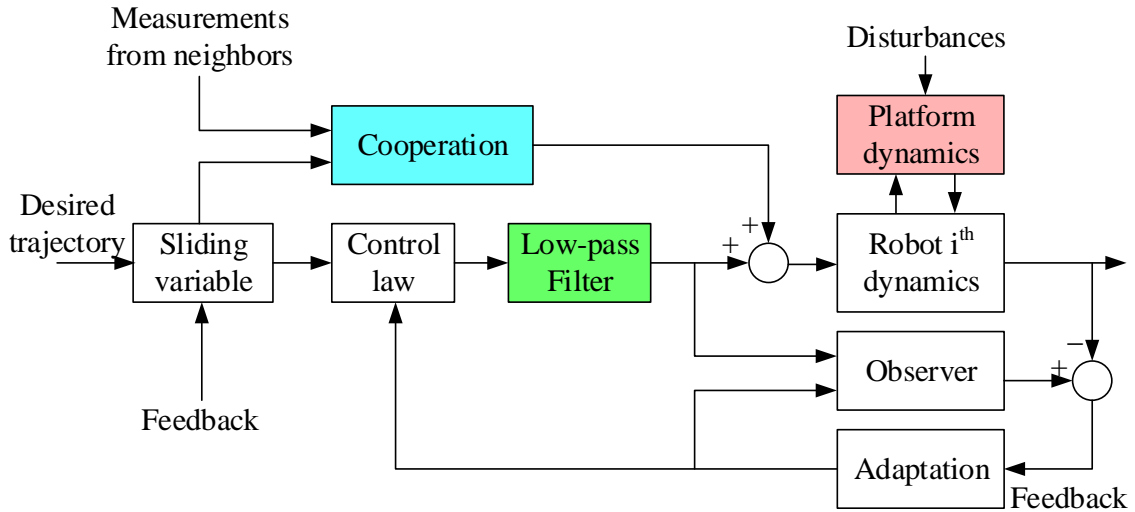 Measurements
from neighbors
Disturbances
Platform
dynamics
Cooperation
Desired
trajectory
Sliding
variable
Control
law
Low-pass
Filter
+
+
Robot iᵗʰ
dynamics
−
+
Observer
Feedback
Adaptation
Feedback